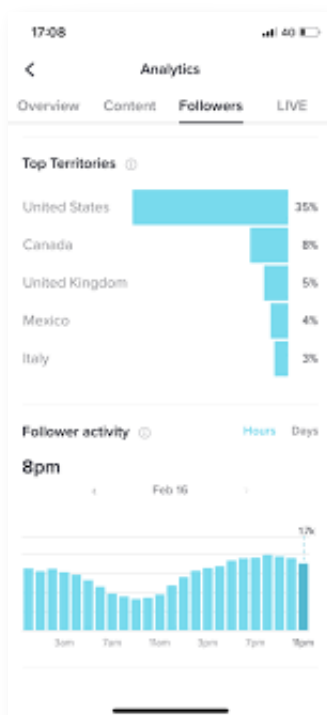 17:08 4G
Analytics
Overview Content Followers LIVE
Top Territories
United States 35%
Canada 8%
United Kingdom 5%
Mexico 4%
Italy 3%
Follower activity Hours Days
8pm
Feb 16
17k
3am 7am 11am 3pm 7pm 11pm